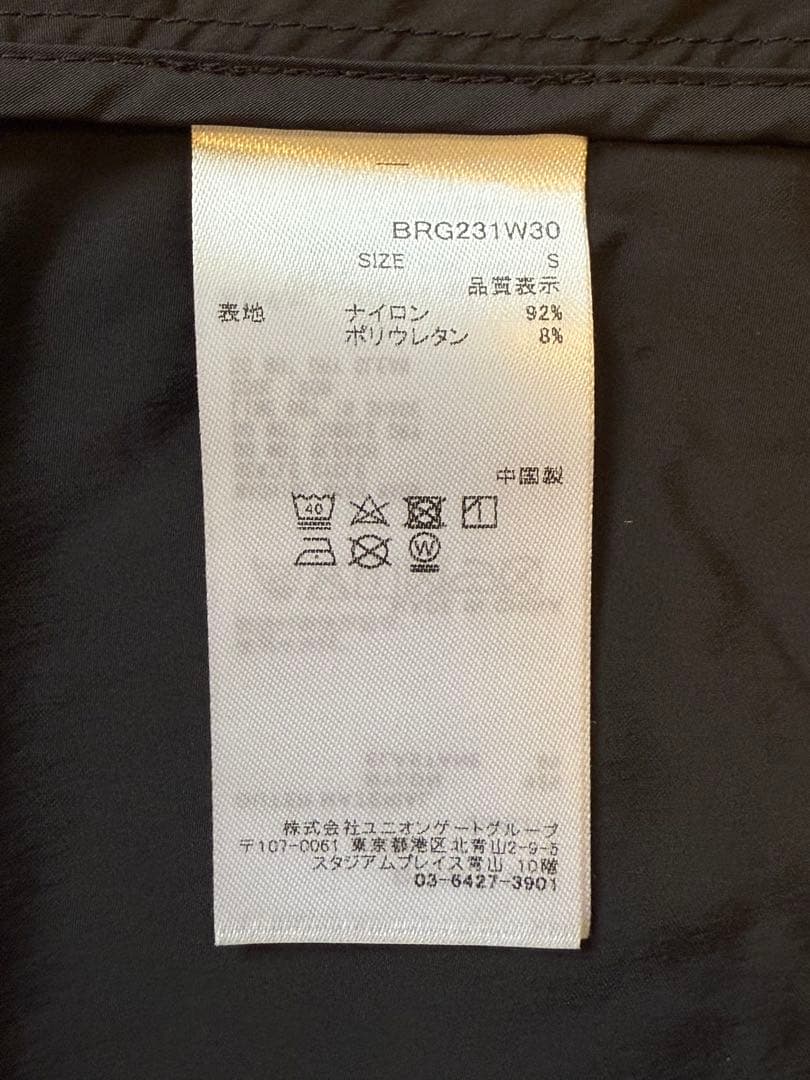 BRG231W30
SIZE S
品質表示
表地 ナイロン 92%
ポリウレタン 8%
中国製
40
W
株式会社ユニオンゲートグループ
〒107-0061 東京都港区北青山2-9-5
スタジアムプレイス青山 10階
03-6427-3901